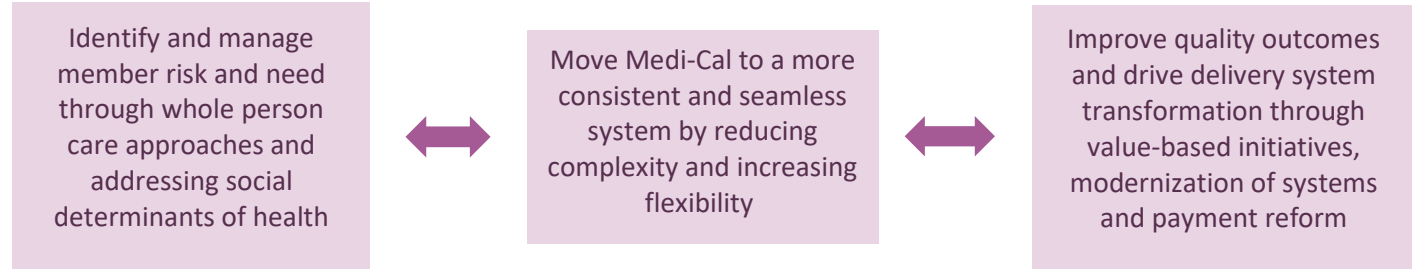 Identify and manage
member risk and need
through whole person
care approaches and
addressing social
determinants of health
Move Medi-Cal to a more
consistent and seamless
system by reducing
complexity and increasing
flexibility
Improve quality outcomes
and drive delivery system
transformation through
value-based initiatives,
modernization of systems
and payment reform